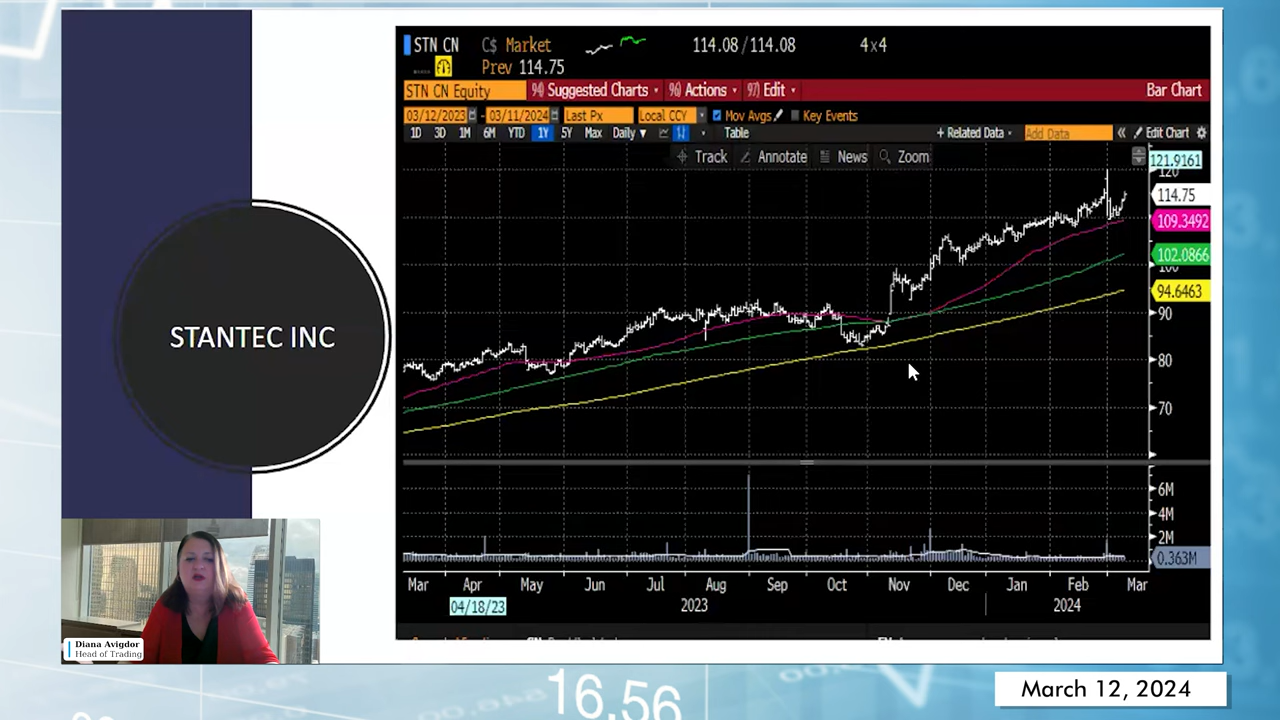 STN CN C$ Market 114.08 /114.08 4x4
Prev 114.75
STN CN Equity 94) Suggested Charts 96) Actions 97) Edit Bar Chart
03/12/2023 - 03/11/2024 Last Px Local CCY Mov Avgs Key Events
1D 3D 1M 6M YTD 1Y 5Y Max Daily ▼ Table + Related Data Add Data « Edit Chart
Track Annotate News Zoom
121.9161
120
114.75
109.3492
102.0866
100
94.6463
90
80
70
STANTEC INC
6M
4M
2M
0.363M
Mar Apr May Jun Jul Aug Sep Oct Nov Dec Jan Feb Mar
04/18/23 2023 2024
Diana Avigdor
Head of Trading
March 12, 2024
16.56